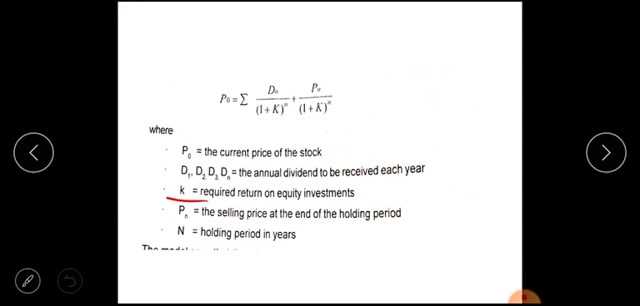 P₀ = Σ Dₙ/(1+K)ⁿ + Pₙ/(1+K)ⁿ
where
· P₀ = the current price of the stock
· D₁, D₂ D₃ Dₙ = the annual dividend to be received each year
· k = required return on equity investments
· Pₙ = the selling price at the end of the holding period
· N = holding period in years